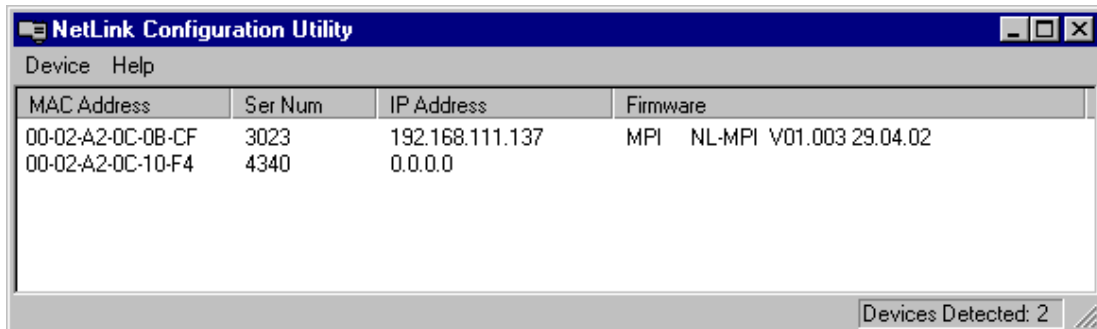 NetLink Configuration Utility
Device Help
MAC Address Ser Num IP Address Firmware
00-02-A2-0C-0B-CF 3023 192.168.111.137 MPI NL-MPI V01.003 29.04.02
00-02-A2-0C-10-F4 4340 0.0.0.0
Devices Detected: 2